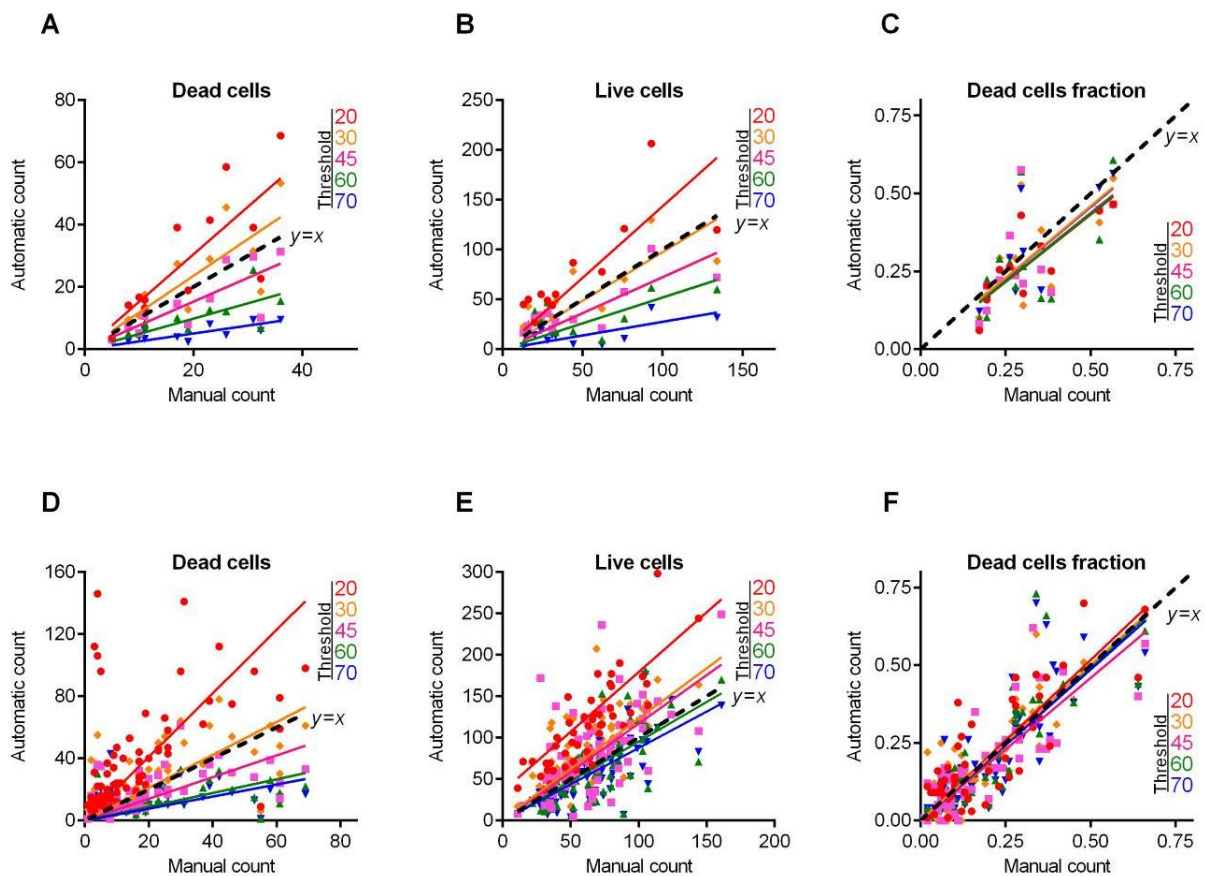 A
Dead cells
Automatic count
80
60
40
20
0
0
20
40
Manual count
Threshold
20
30
45
60
70
y=x
B
Live cells
Automatic count
250
200
150
100
50
0
0
50
100
150
Manual count
Threshold
20
30
45
60
70
y=x
C
Dead cells fraction
Automatic count
0.75
0.50
0.25
0.00
0.00
0.25
0.50
0.75
Manual count
Threshold
20
30
45
60
70
y=x
D
Dead cells
Automatic count
160
120
80
40
0
0
20
40
60
80
Manual count
Threshold
20
30
45
60
70
y=x
E
Live cells
Automatic count
300
250
200
150
100
50
0
0
50
100
150
200
Manual count
Threshold
20
30
45
60
70
y=x
F
Dead cells fraction
Automatic count
0.75
0.50
0.25
0.00
0.00
0.25
0.50
0.75
Manual count
Threshold
20
30
45
60
70
y=x